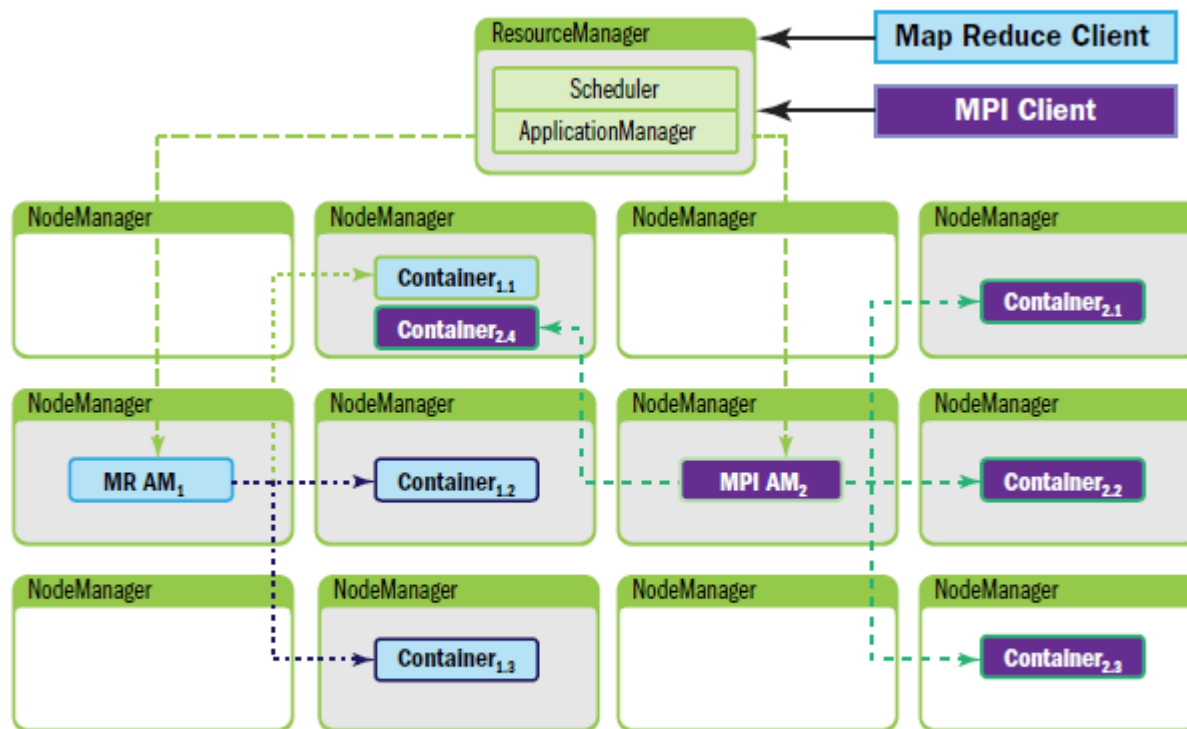 ResourceManager
Map Reduce Client
Scheduler
MPI Client
ApplicationManager
NodeManager
NodeManager
NodeManager
NodeManager
Container1.1
Container2.4
Container2.1
NodeManager
NodeManager
NodeManager
NodeManager
MR AM1
Container1.2
MPI AM2
Container2.2
NodeManager
NodeManager
NodeManager
NodeManager
Container1.3
Container2.3